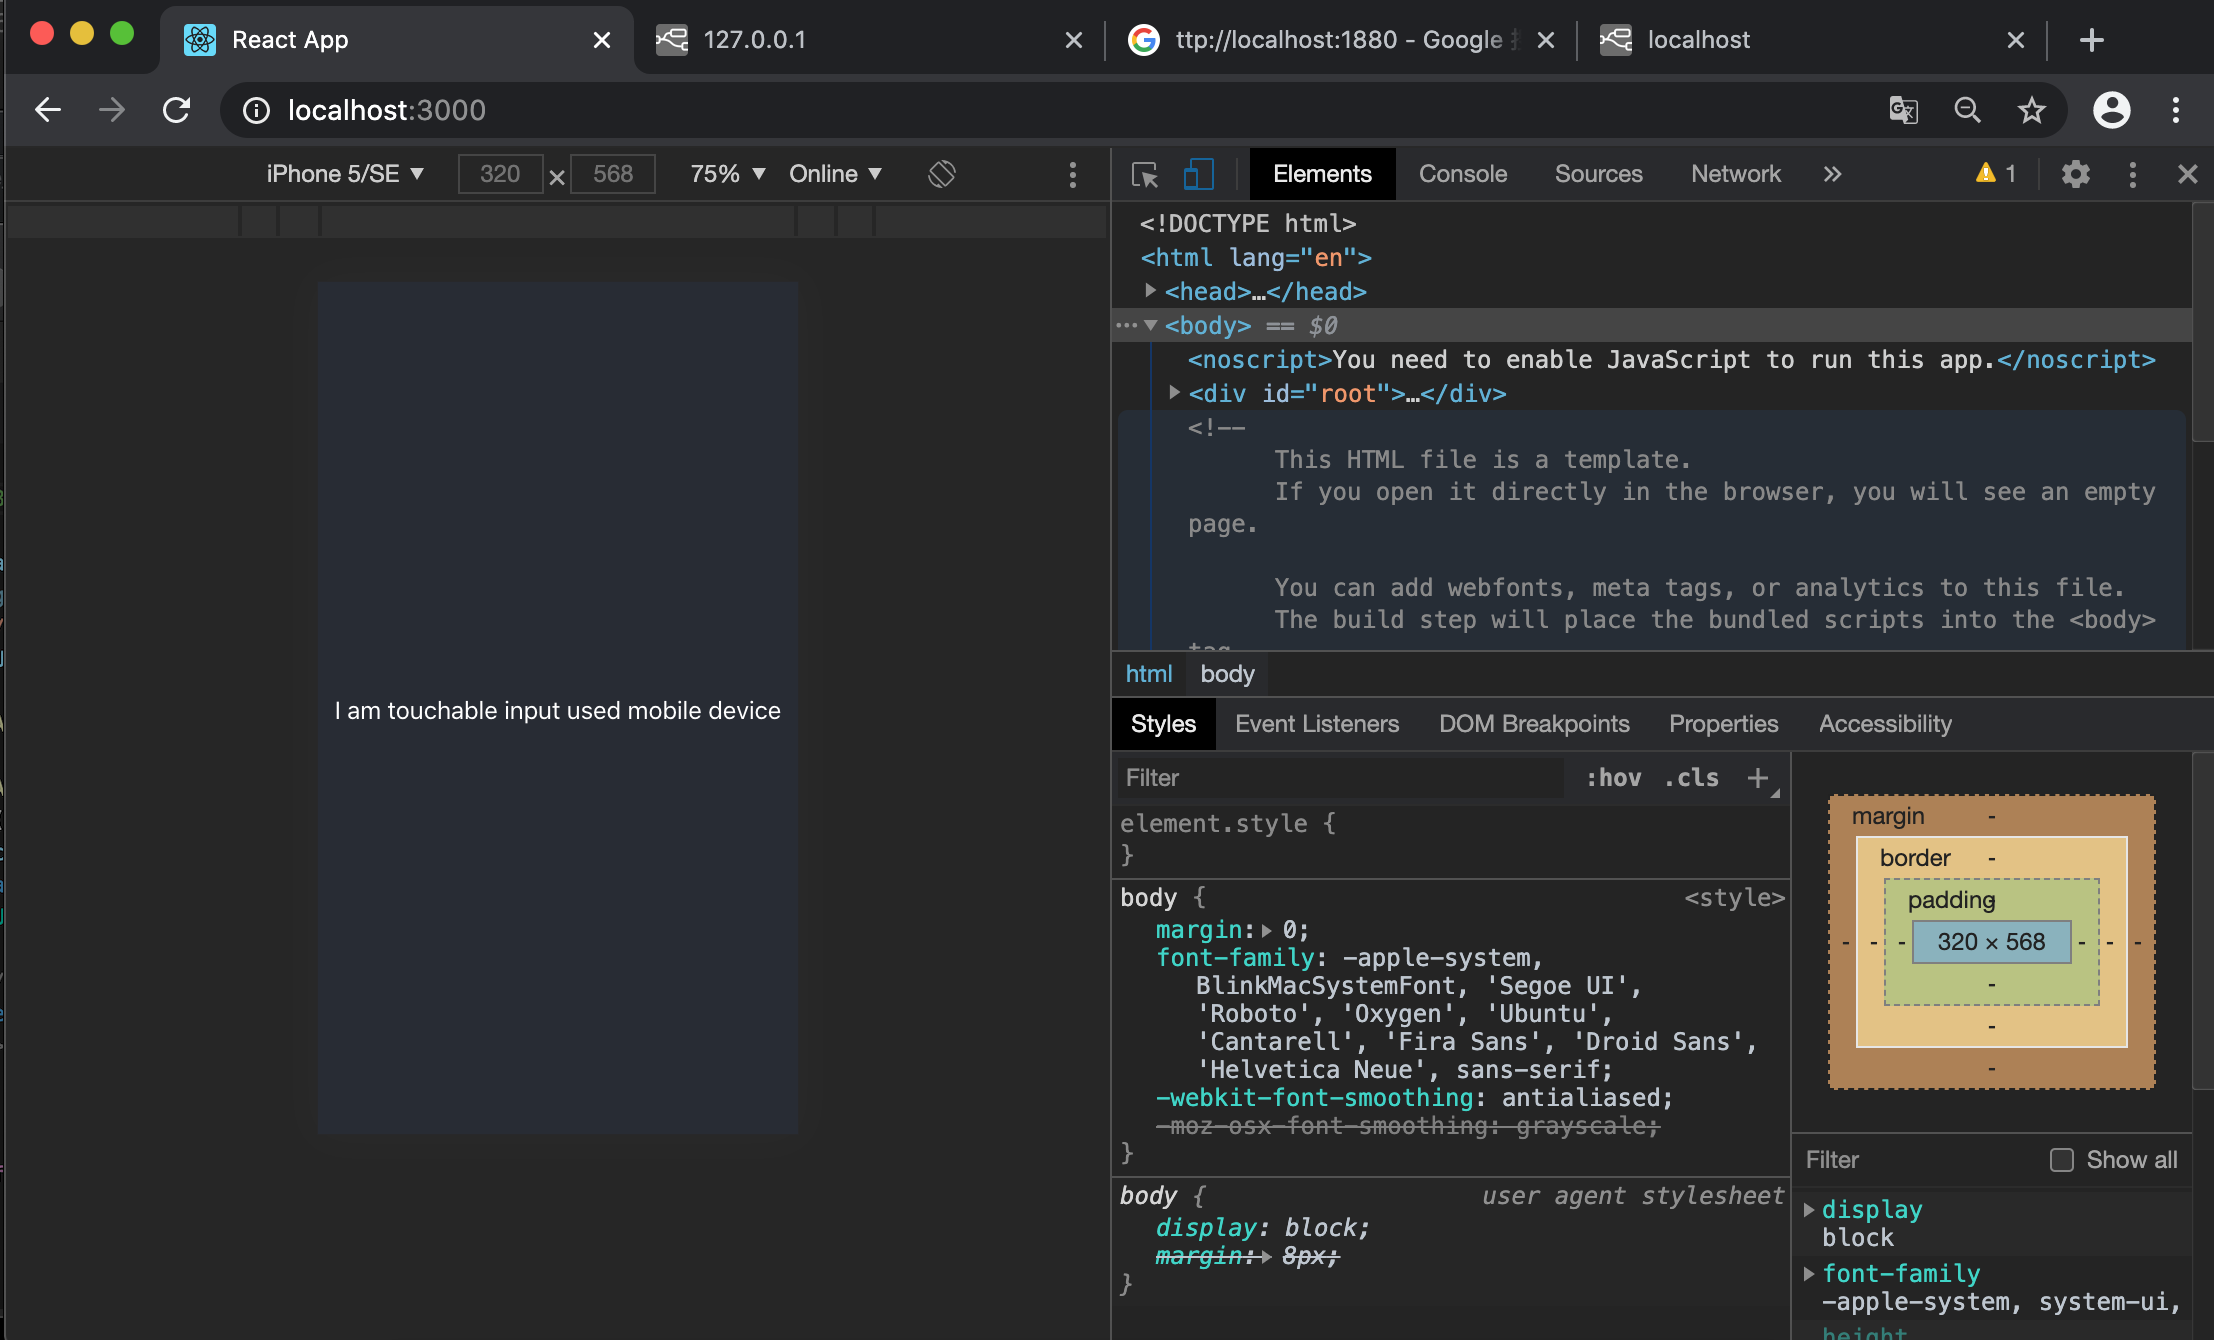 React App
127.0.0.1
ttp://localhost:1880 - Google
localhost
localhost:3000
iPhone 5/SE
320
568
75%
Online
Elements
Console
Sources
Network
1
<!DOCTYPE html>
<html lang="en">
<head>…</head>
<body> == $0
<noscript>You need to enable JavaScript to run this app.</noscript>
<div id="root">…</div>
<!--
This HTML file is a template.
If you open it directly in the browser, you will see an empty
page.
You can add webfonts, meta tags, or analytics to this file.
The build step will place the bundled scripts into the <body>
tag
html
body
I am touchable input used mobile device
Styles
Event Listeners
DOM Breakpoints
Properties
Accessibility
Filter
:hov
.cls
element.style {
}
body {
<style>
margin: 0;
font-family: -apple-system,
BlinkMacSystemFont, 'Segoe UI',
'Roboto', 'Oxygen', 'Ubuntu',
'Cantarell', 'Fira Sans', 'Droid Sans',
'Helvetica Neue', sans-serif;
-webkit-font-smoothing: antialiased;
-moz-osx-font-smoothing: grayscale;
}
body {
user agent stylesheet
display: block;
margin: 8px;
}
margin
-
border
-
padding
-
- - - 320 × 568 - - -
-
-
-
Filter
Show all
display
block
font-family
-apple-system, system-ui,
height